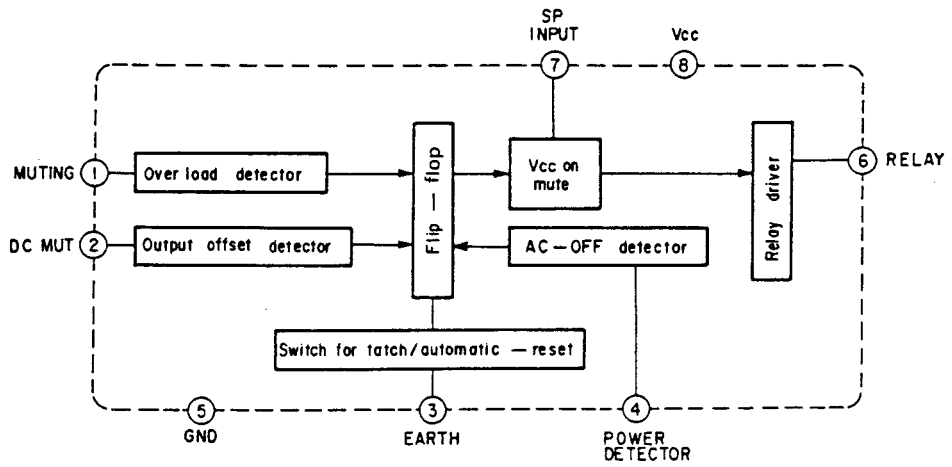 SP
INPUT
Vcc
7
8
MUTING
1
Over load detector
Flip — flop
Vcc on
mute
Relay driver
6
RELAY
DC MUT
2
Output offset detector
AC — OFF detector
Switch for tatch/automatic — reset
5
GND
3
EARTH
4
POWER
DETECTOR